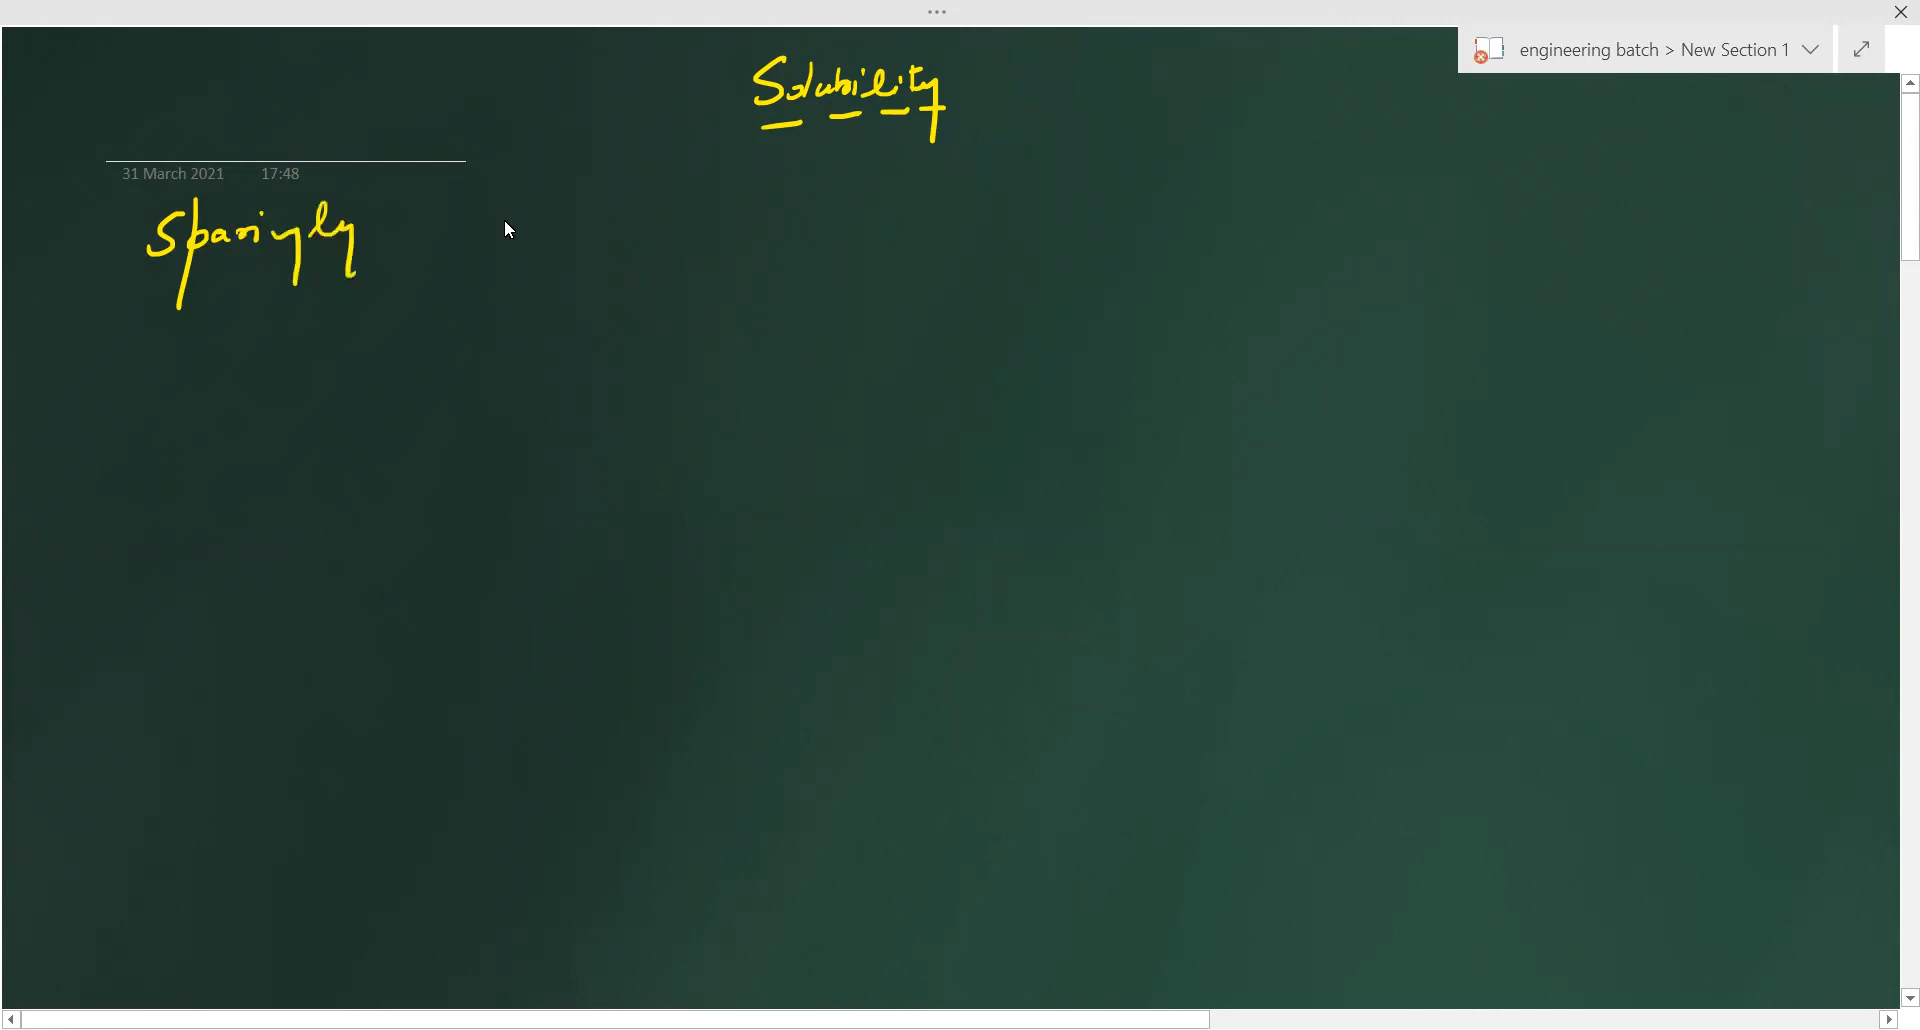 engineering batch > New Section 1
Solubility
31 March 2021 17:48
Sparingly